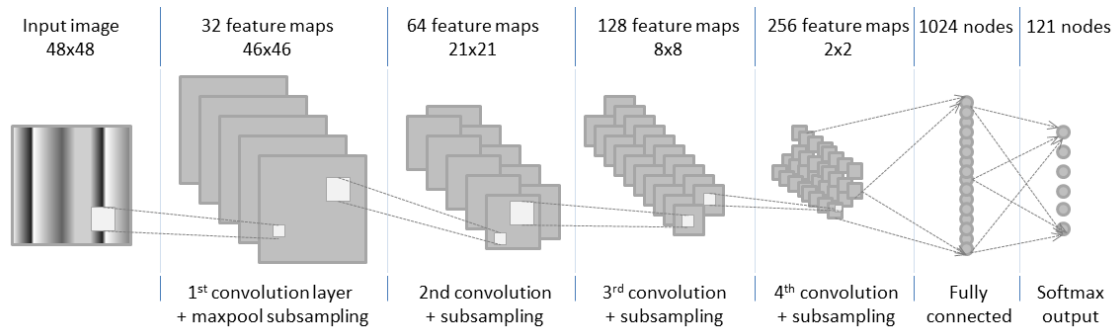 Input image
48x48
32 feature maps
46x46
64 feature maps
21x21
128 feature maps
8x8
256 feature maps
2x2
1024 nodes
121 nodes
1st convolution layer
+ maxpool subsampling
2nd convolution
+ subsampling
3rd convolution
+ subsampling
4th convolution
+ subsampling
Fully
connected
Softmax
output